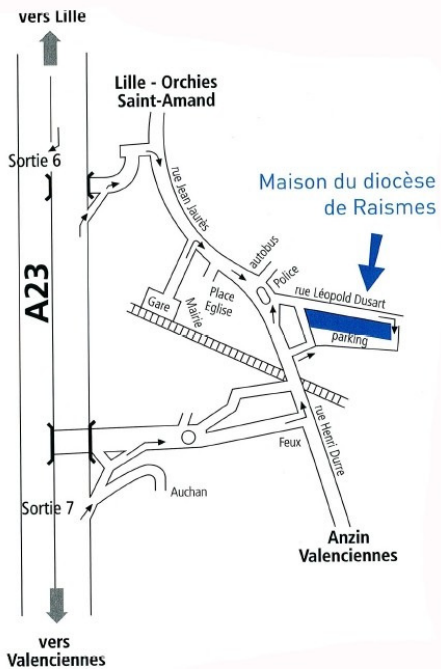 vers Lille
Lille - Orchies
Saint-Amand
Sortie 6
rue Jean Jaurès
Maison du diocèse
de Raismes
autobus
Police
rue Léopold Dusart
A23
Place
Eglise
Gare
Mairie
parking
rue Henri Durre
Feux
Auchan
Sortie 7
Anzin
Valenciennes
vers
Valenciennes